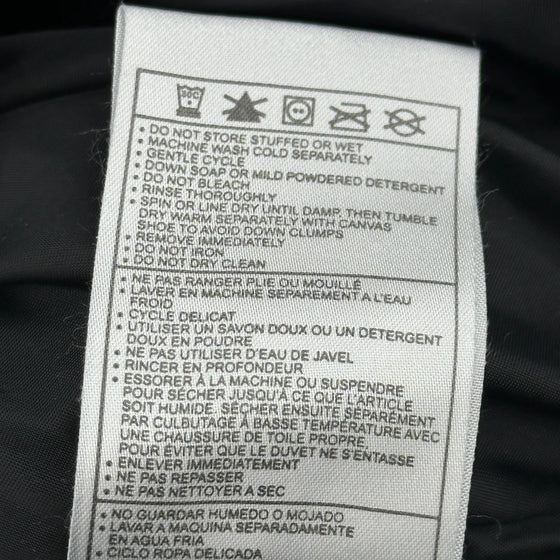 30C
• DO NOT STORE STUFFED OR WET
• MACHINE WASH COLD SEPARATELY
• GENTLE CYCLE
• DOWN SOAP OR MILD POWDERED DETERGENT
• DO NOT BLEACH
• RINSE THOROUGHLY
• SPIN OR LINE DRY UNTIL DAMP, THEN TUMBLE
DRY WARM SEPARATELY WITH CANVAS
SHOE TO AVOID DOWN CLUMPS
• REMOVE IMMEDIATELY
• DO NOT IRON
• DO NOT DRY CLEAN
• NE PAS RANGER PLIE OU MOUILLÉ
• LAVER EN MACHINE SEPAREMENT A L'EAU
FROID
• CYCLE DELICAT
• UTILISER UN SAVON DOUX OU UN DETERGENT
DOUX EN POUDRE
• NE PAS UTILISER D'EAU DE JAVEL
• RINCER EN PROFONDEUR
• ESSORER À LA MACHINE OU SUSPENDRE
POUR SÉCHER JUSQU'À CE QUE L'ARTICLE
SOIT HUMIDE. SÉCHER ENSUITE SÉPARÉMENT
PAR CULBUTAGE À BASSE TEMPÉRATURE AVEC
UNE CHAUSSURE DE TOILE PROPRE
POUR ÉVITER QUE LE DUVET NE S'ENTASSE
• ENLEVER IMMÉDIATEMENT
• NE PAS REPASSER
• NE PAS NETTOYER A SEC
• NO GUARDAR HUMEDO O MOJADO
• LAVAR A MAQUINA SEPARADAMENTE
EN AGUA FRIA
• CICLO ROPA DELICADA